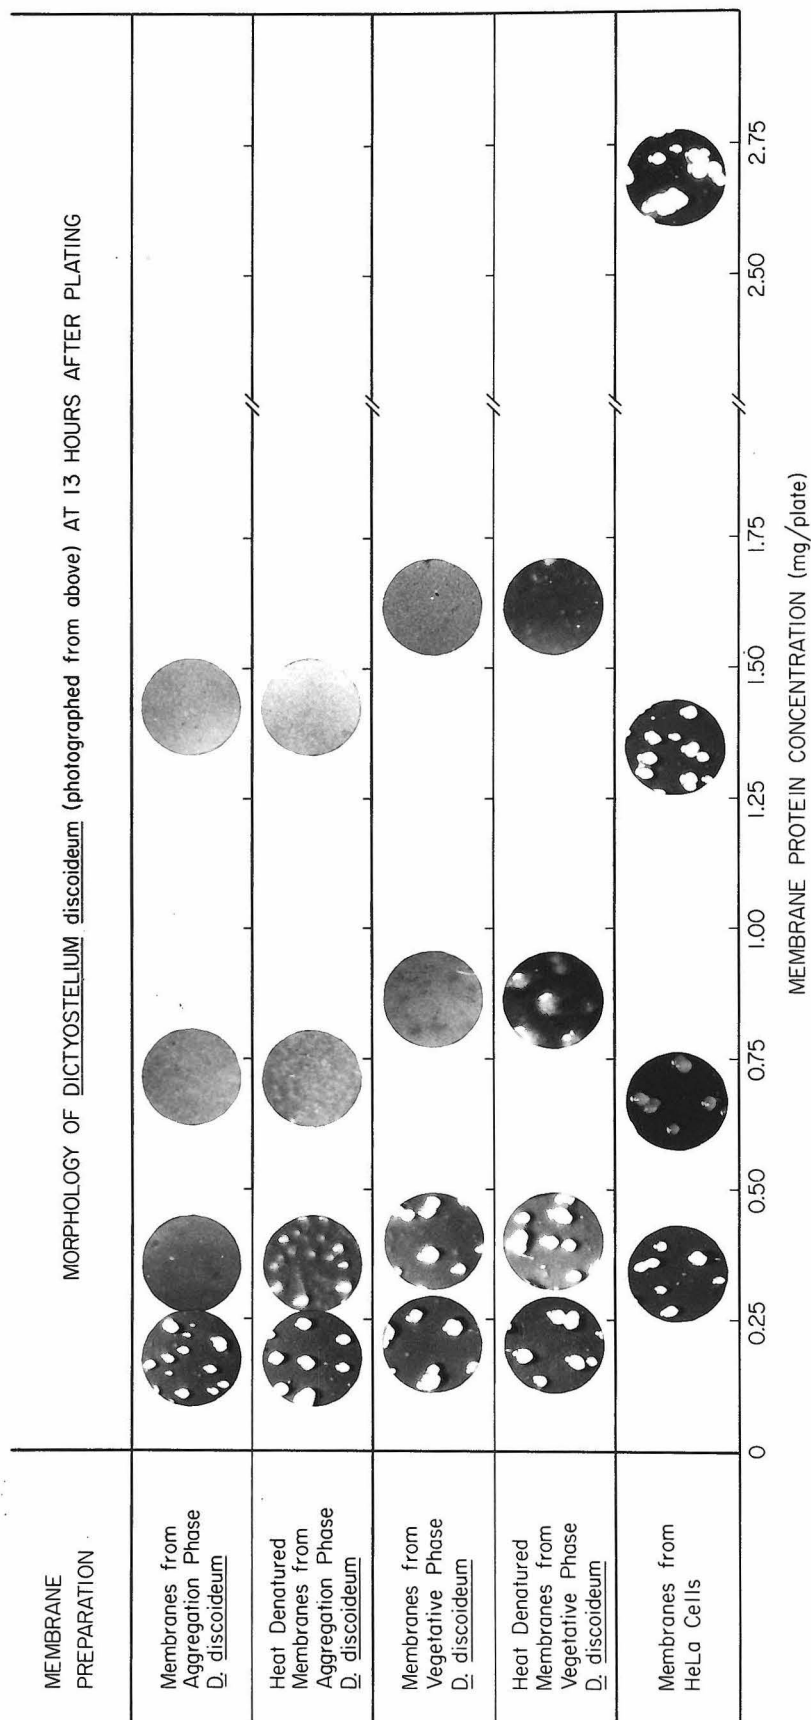 MORPHOLOGY OF DICTYOSTELIUM discoideum (photographed from above) AT 13 HOURS AFTER PLATING
MEMBRANE
PREPARATION
Membranes from
Aggregation Phase
D. discoideum
Heat Denatured
Membranes from
Aggregation Phase
D. discoideum
Membranes from
Vegetative Phase
D. discoideum
Heat Denatured
Membranes from
Vegetative Phase
D. discoideum
Membranes from
HeLa Cells
0 0.25 0.50 0.75 1.00 1.25 1.50 1.75 2.50 2.75
MEMBRANE PROTEIN CONCENTRATION (mg/plate)